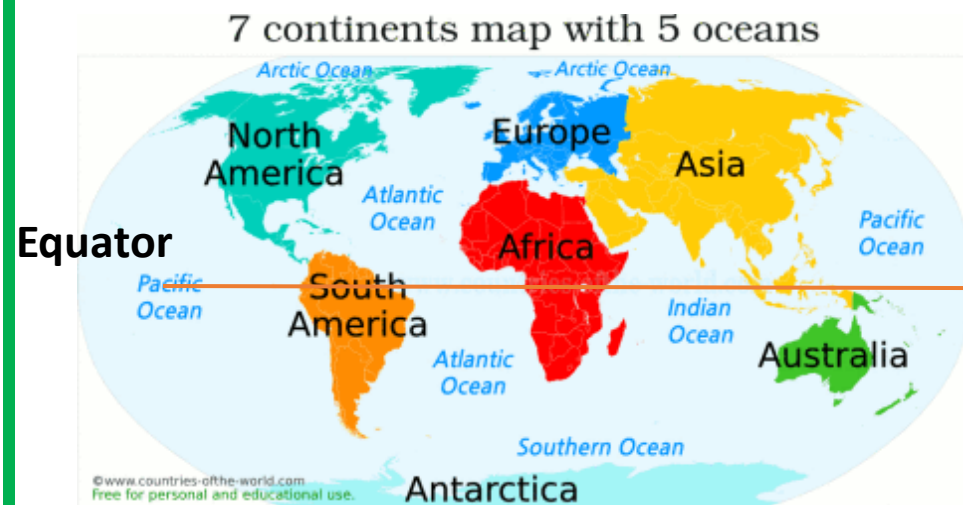 7 continents map with 5 oceans
Arctic Ocean
Arctic Ocean
North
America
Europe
Asia
Atlantic
Ocean
Pacific
Ocean
Equator
Africa
Pacific
Ocean
South
America
Indian
Ocean
Atlantic
Ocean
Australia
Southern Ocean
©www.countries-ofthe-world.com
Free for personal and educational use.
Antarctica